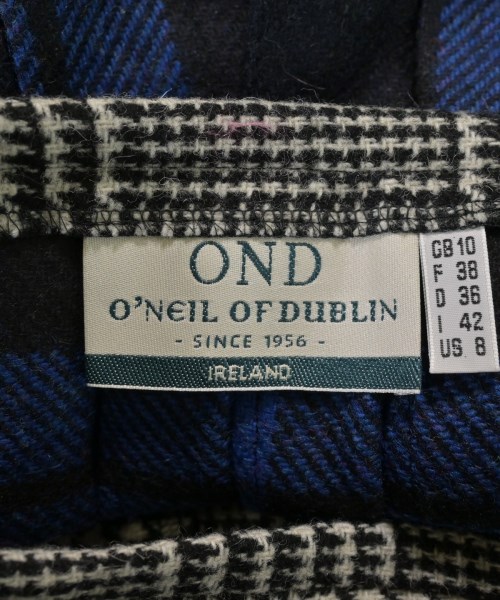 OND
O'NEIL OF DUBLIN
- SINCE 1956 -
IRELAND
GB 10
F 38
D 36
I 42
US 8